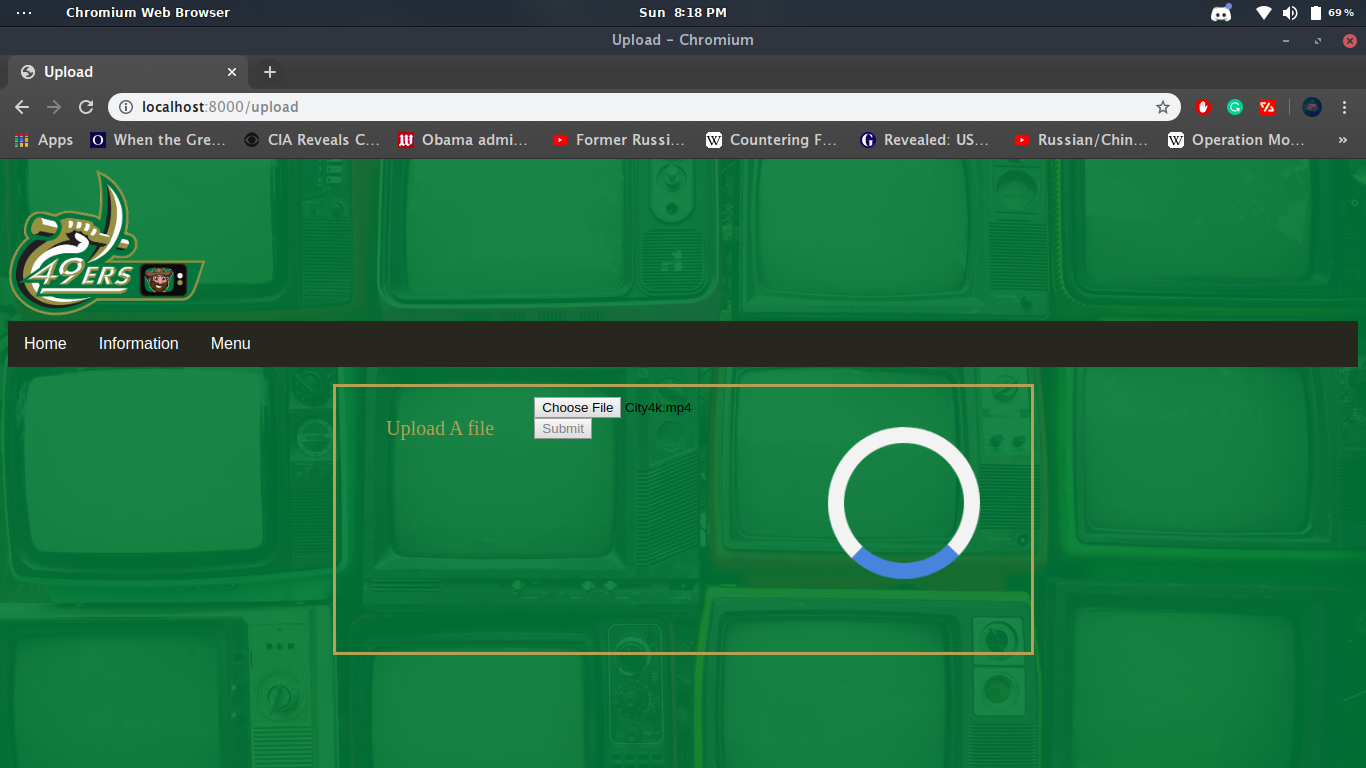 Chromium Web Browser Sun 8:18 PM 69 %
Upload - Chromium
Upload
localhost:8000/upload
Apps When the Gre... CIA Reveals C... Obama admi... Former Russi... Countering F... Revealed: US... Russian/Chin... Operation Mo... »
49ERS
Home Information Menu
Choose File City4k.mp4
Upload A file
Submit